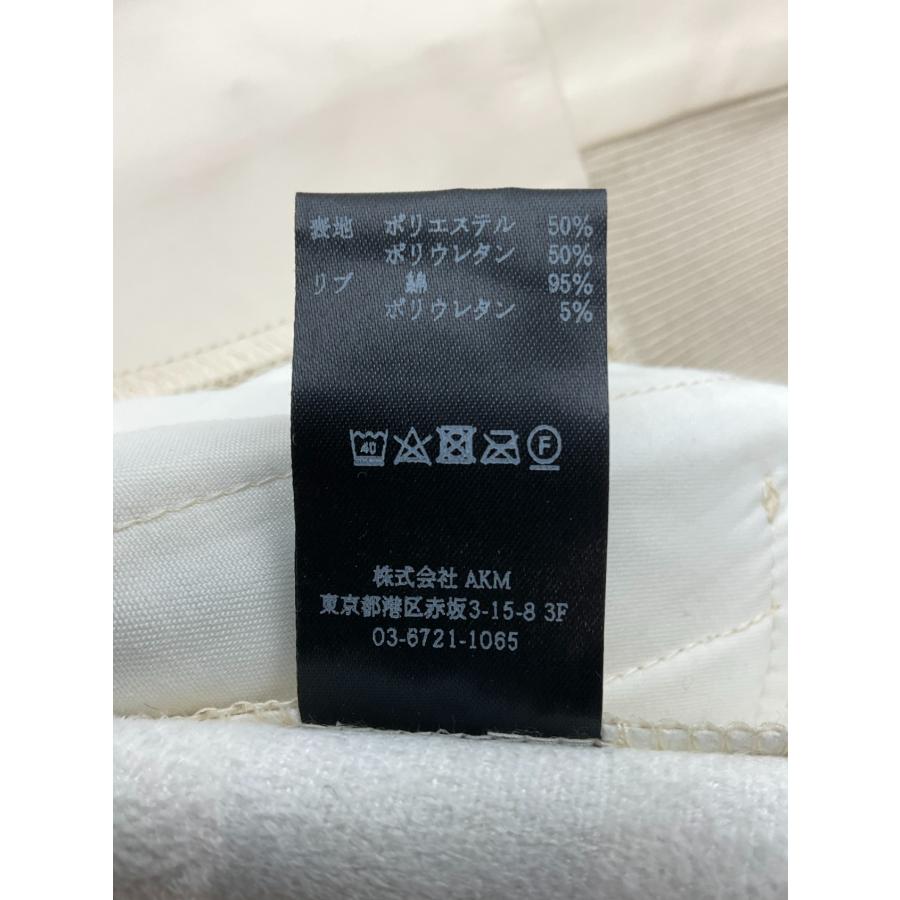 表地 ポリエステル 50%
ポリウレタン 50%
リブ 綿 95%
ポリウレタン 5%
40 F
株式会社 AKM
東京都港区赤坂3-15-8 3F
03-6721-1065